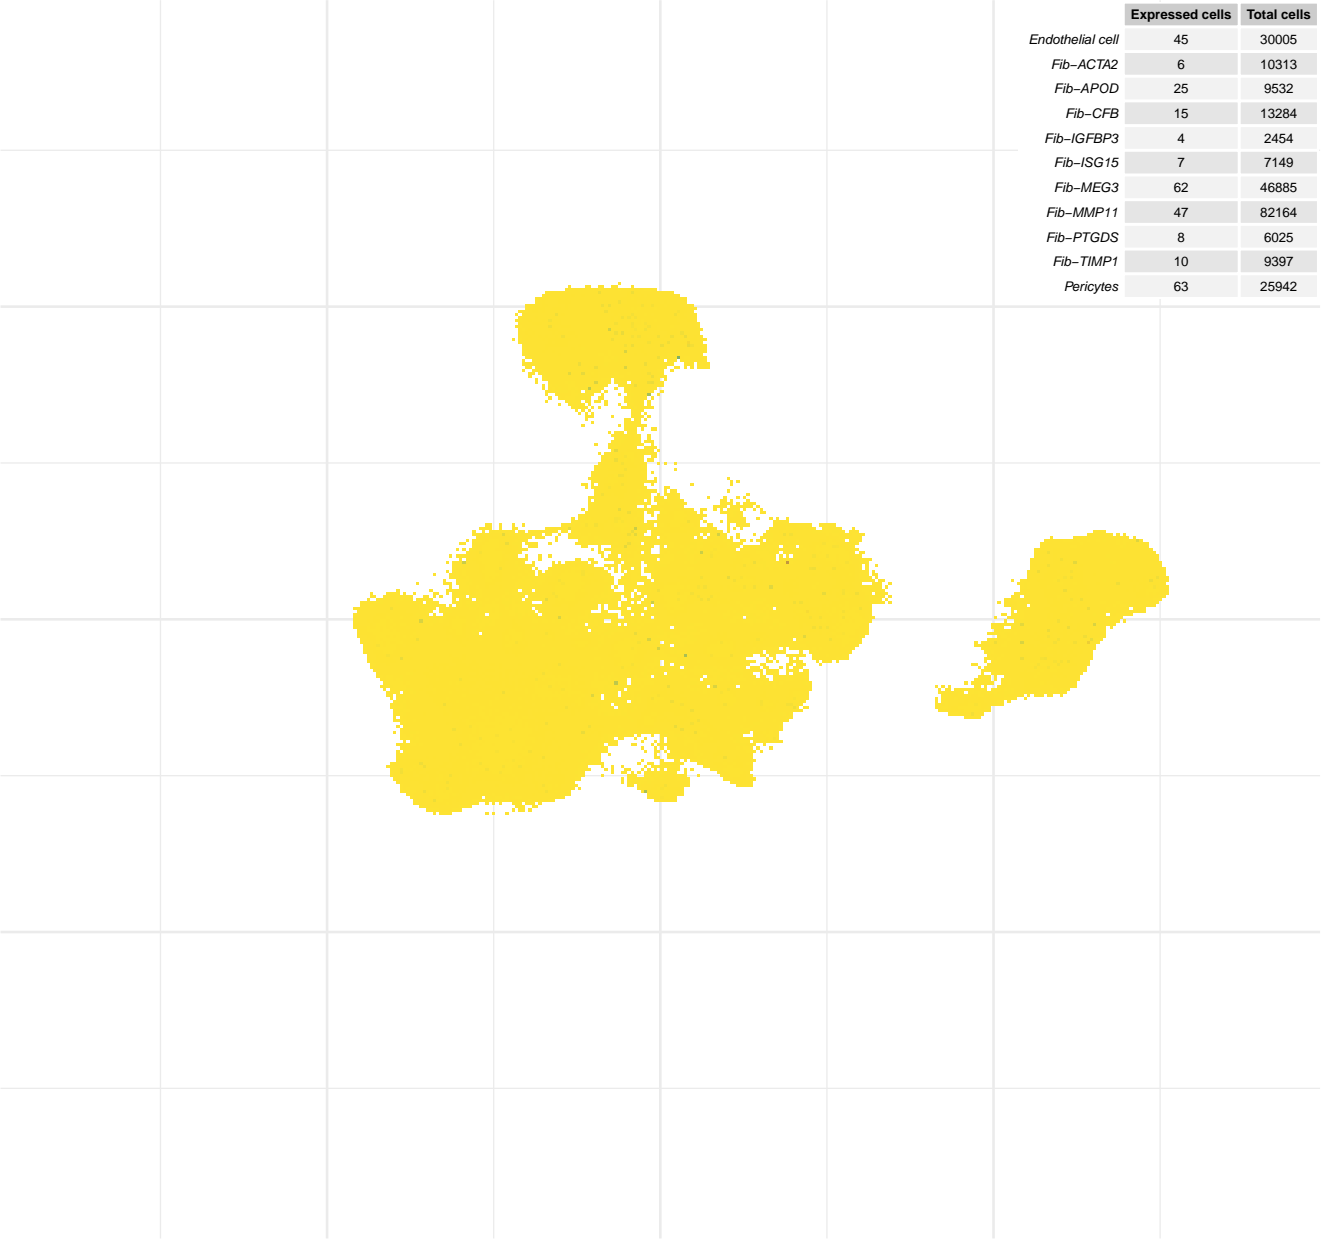 Expressed cells Total cells
Endothelial cell 45 30005
Fib−ACTA2 6 10313
Fib−APOD 25 9532
Fib−CFB 15 13284
Fib−IGFBP3 4 2454
Fib−ISG15 7 7149
Fib−MEG3 62 46885
Fib−MMP11 47 82164
Fib−PTGDS 8 6025
Fib−TIMP1 10 9397
Pericytes 63 25942